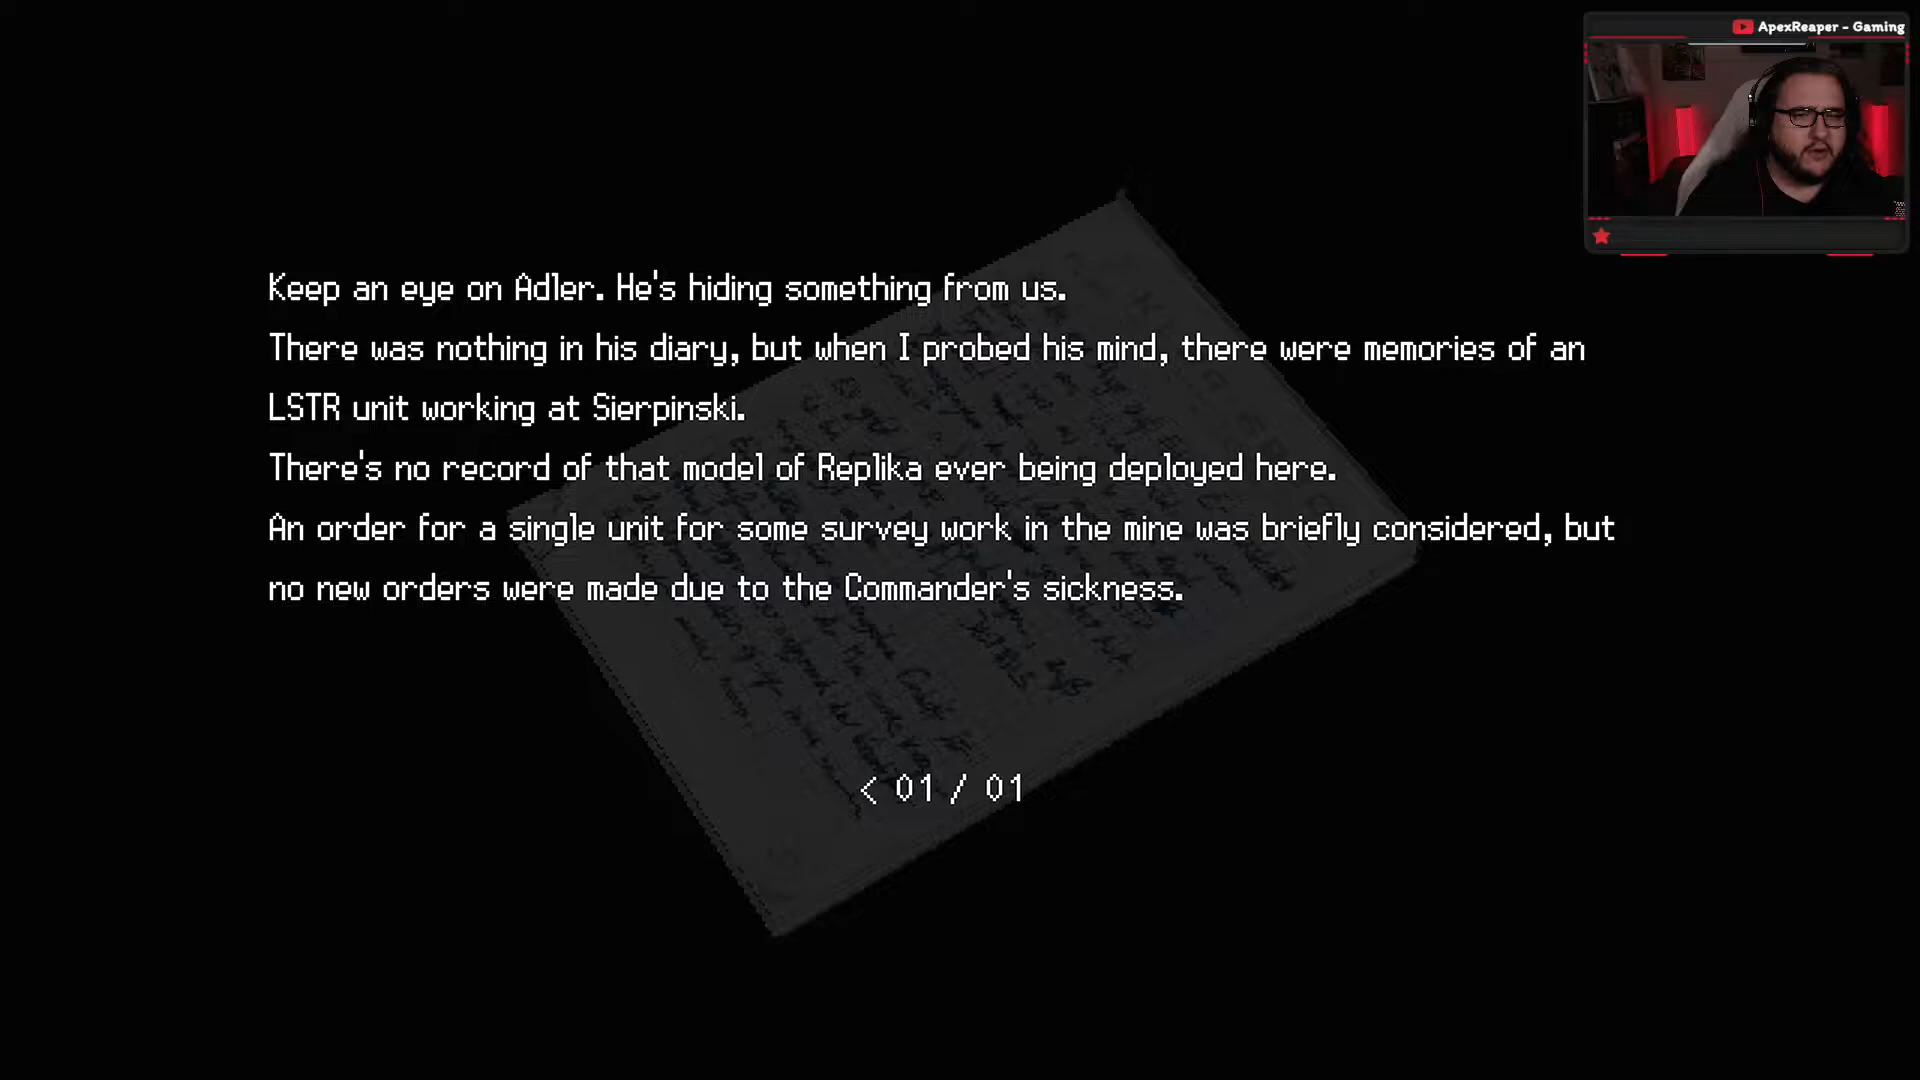 ApexReaper - Gaming
Keep an eye on Adler. He's hiding something from us.
There was nothing in his diary, but when I probed his mind, there were memories of an
LSTR unit working at Sierpinski.
There's no record of that model of Replika ever being deployed here.
An order for a single unit for some survey work in the mine was briefly considered, but
no new orders were made due to the Commander's sickness.
< 01 / 01